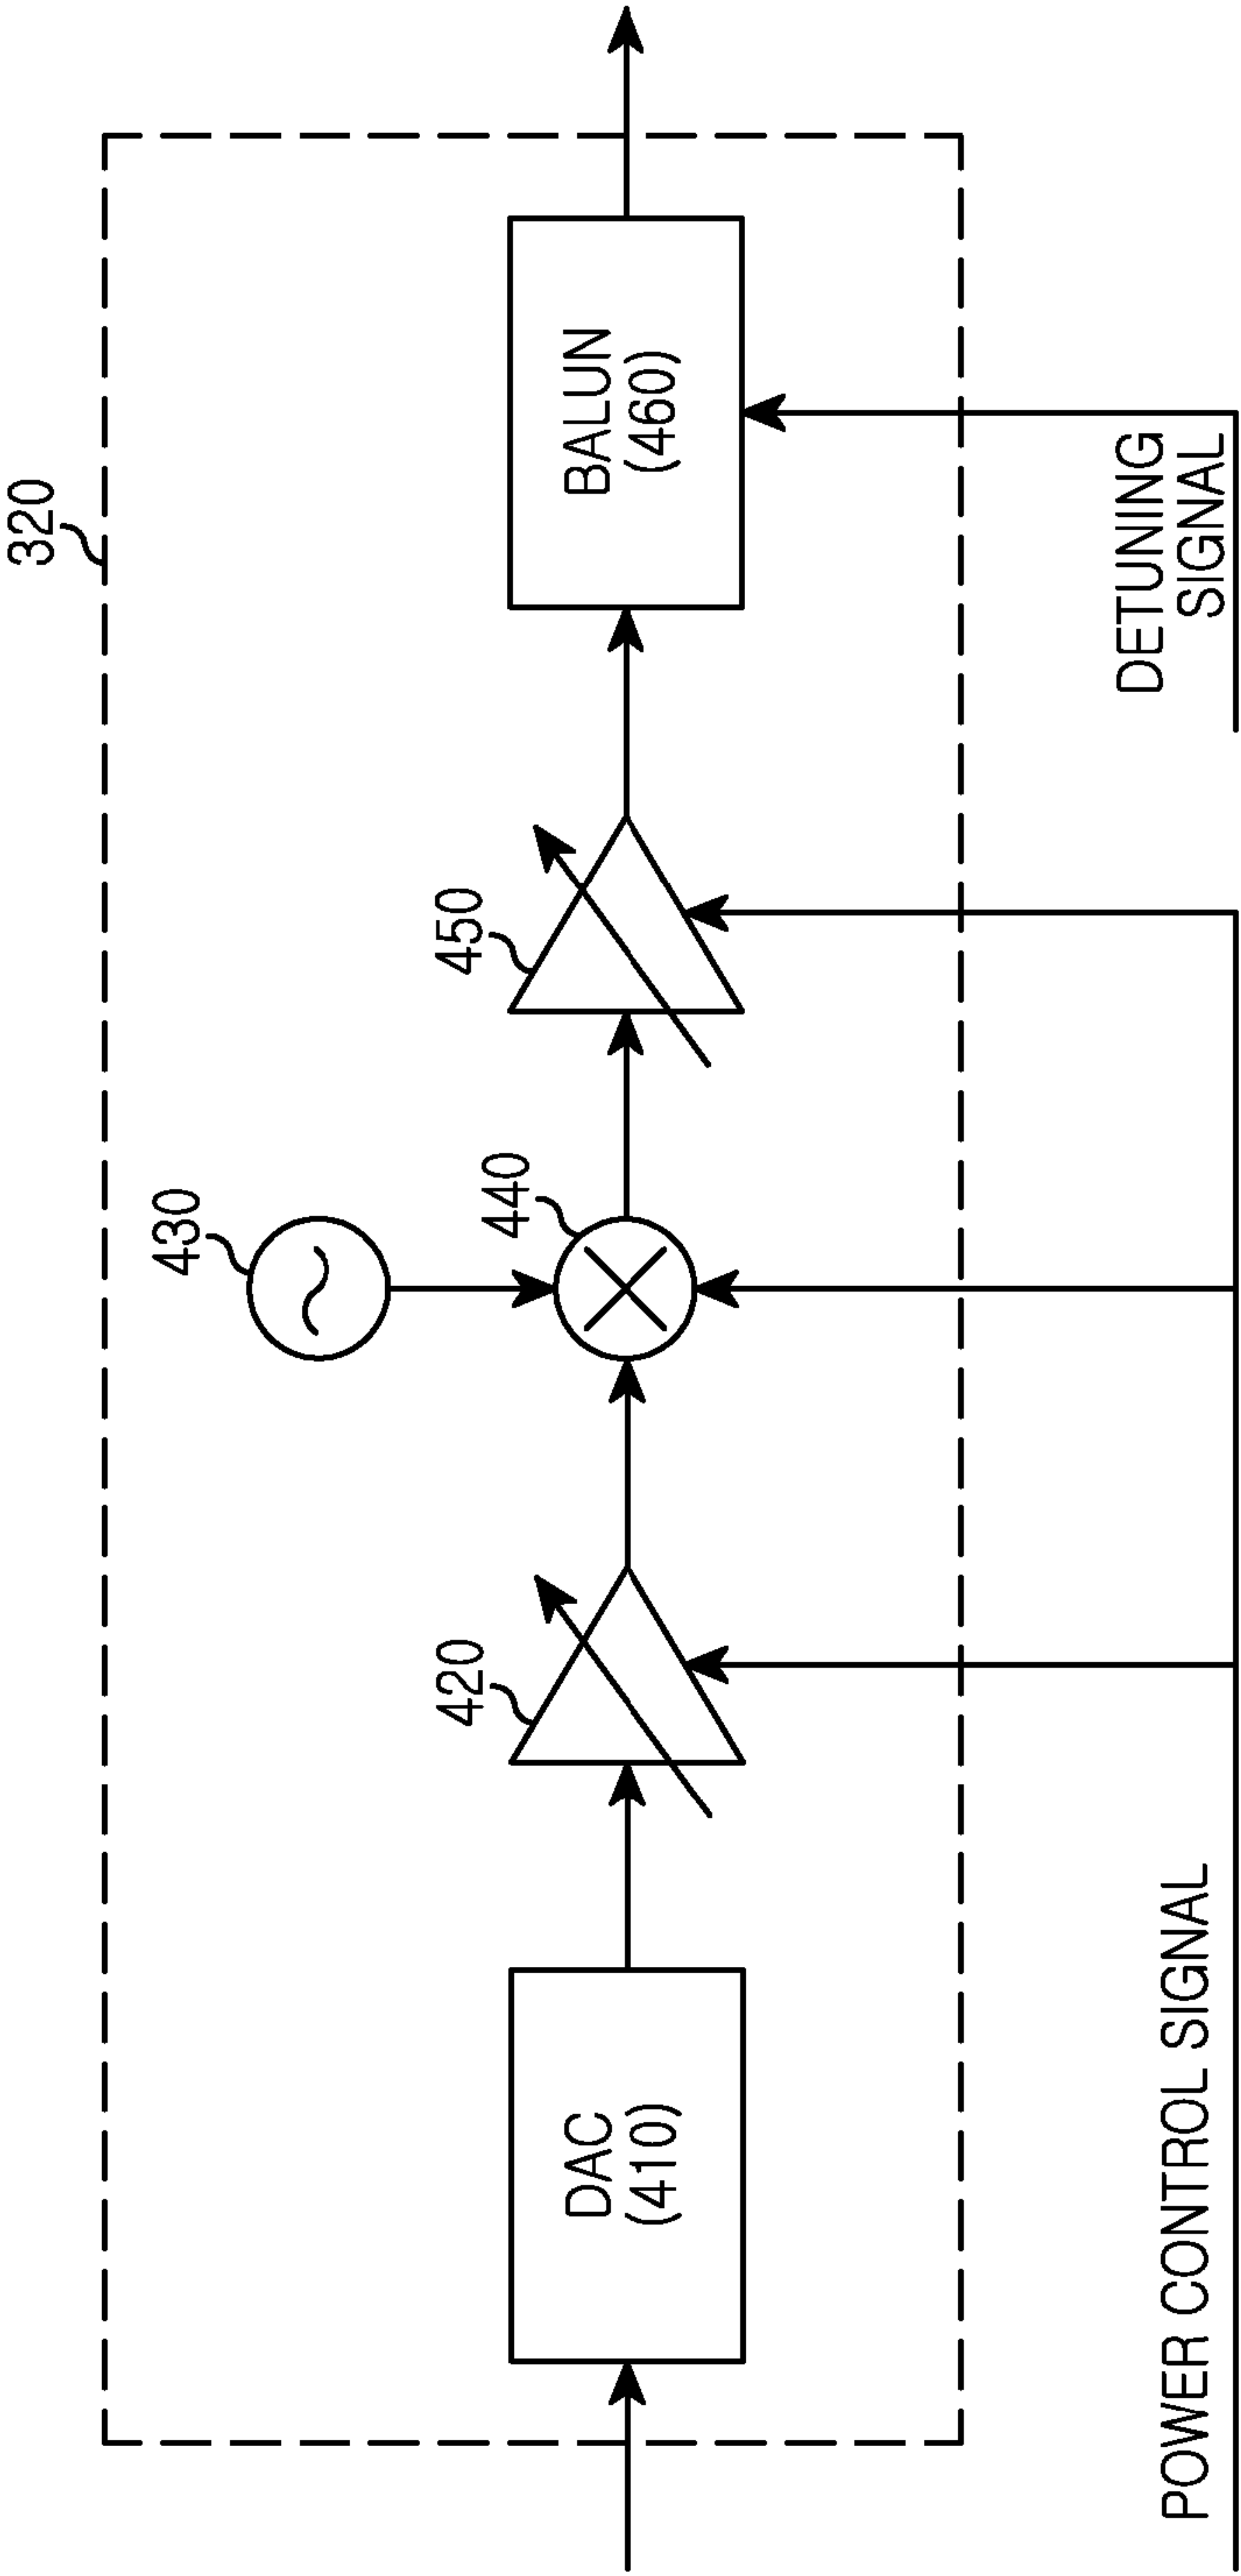 320
430
440
420
450
DAC
(410)
BALUN
(460)
POWER CONTROL SIGNAL
DETUNING
SIGNAL